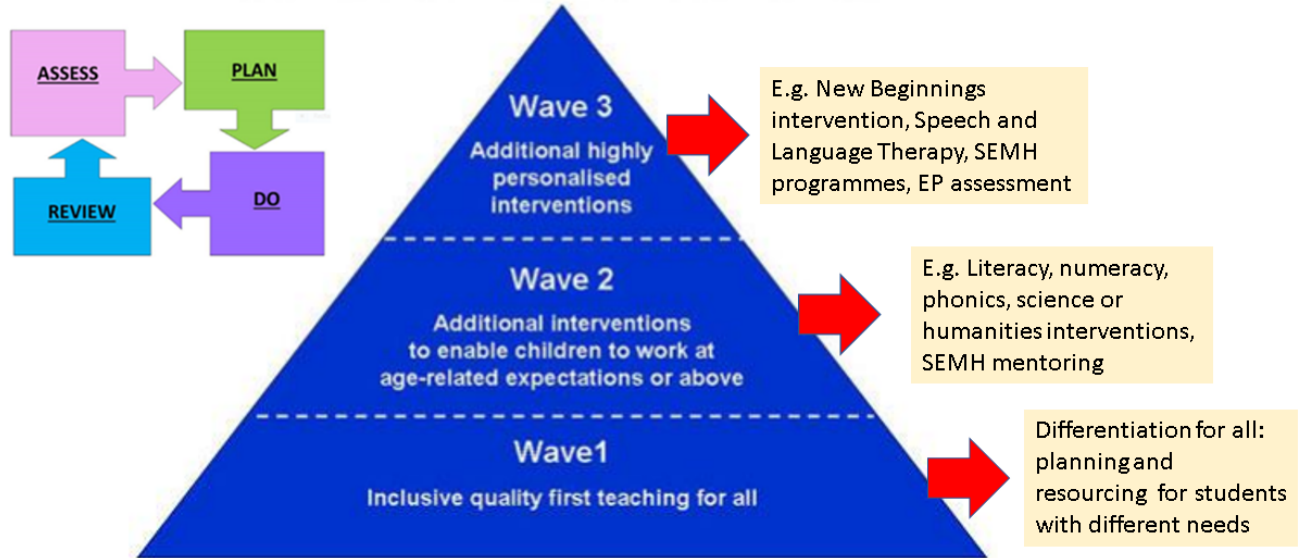 ASSESS
PLAN
DO
REVIEW
Wave 3
Additional highly
personalised
interventions
E.g. New Beginnings
intervention, Speech and
Language Therapy, SEMH
programmes, EP assessment
Wave 2
Additional interventions
to enable children to work at
age-related expectations or above
E.g. Literacy, numeracy,
phonics, science or
humanities interventions,
SEMH mentoring
Wave1
Inclusive quality first teaching for all
Differentiation for all:
planning and
resourcing for students
with different needs